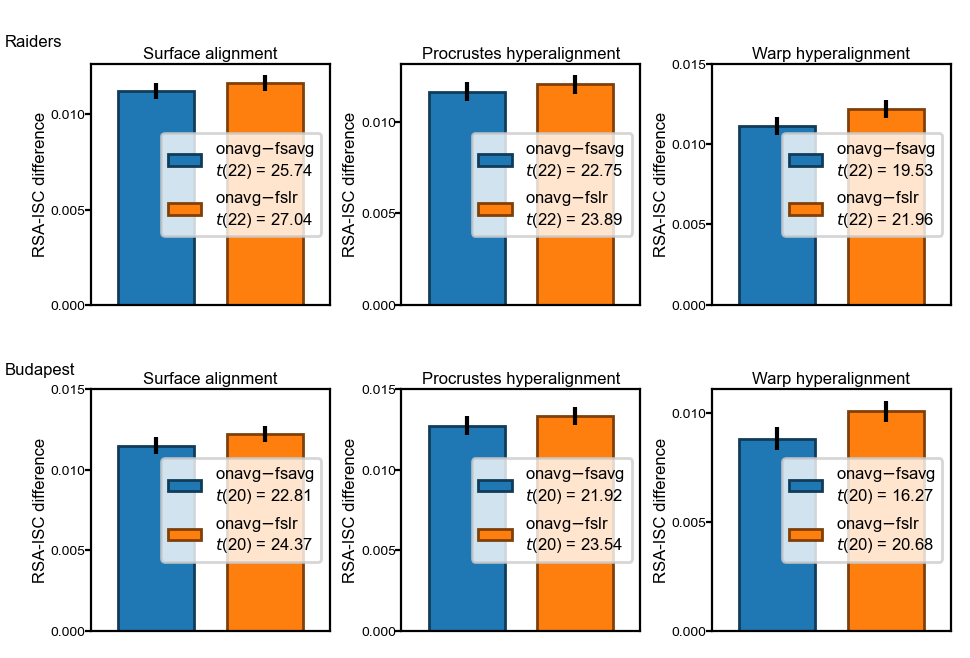 Raiders
Surface alignment
RSA-ISC difference
0.010
0.005
0.000
onavg−fsavg
t(22) = 25.74
onavg−fslr
t(22) = 27.04
Procrustes hyperalignment
RSA-ISC difference
0.010
0.005
0.000
onavg−fsavg
t(22) = 22.75
onavg−fslr
t(22) = 23.89
Warp hyperalignment
RSA-ISC difference
0.015
0.010
0.005
0.000
onavg−fsavg
t(22) = 19.53
onavg−fslr
t(22) = 21.96
Budapest
Surface alignment
RSA-ISC difference
0.015
0.010
0.005
0.000
onavg−fsavg
t(20) = 22.81
onavg−fslr
t(20) = 24.37
Procrustes hyperalignment
RSA-ISC difference
0.015
0.010
0.005
0.000
onavg−fsavg
t(20) = 21.92
onavg−fslr
t(20) = 23.54
Warp hyperalignment
RSA-ISC difference
0.010
0.005
0.000
onavg−fsavg
t(20) = 16.27
onavg−fslr
t(20) = 20.68